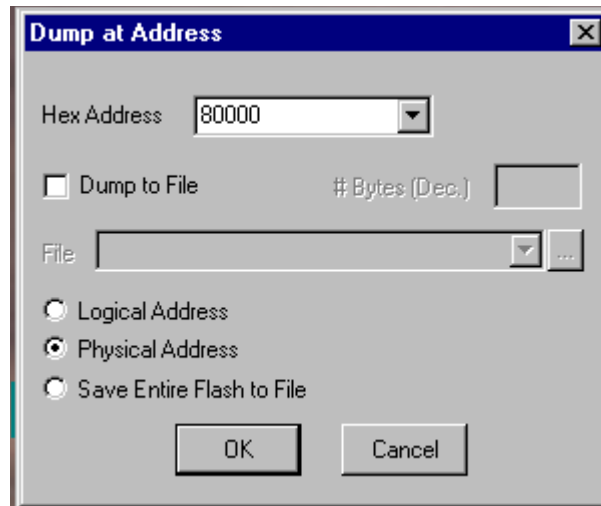 Dump at Address
Hex Address 80000
Dump to File # Bytes (Dec.)
File ...
Logical Address
Physical Address
Save Entire Flash to File
OK Cancel